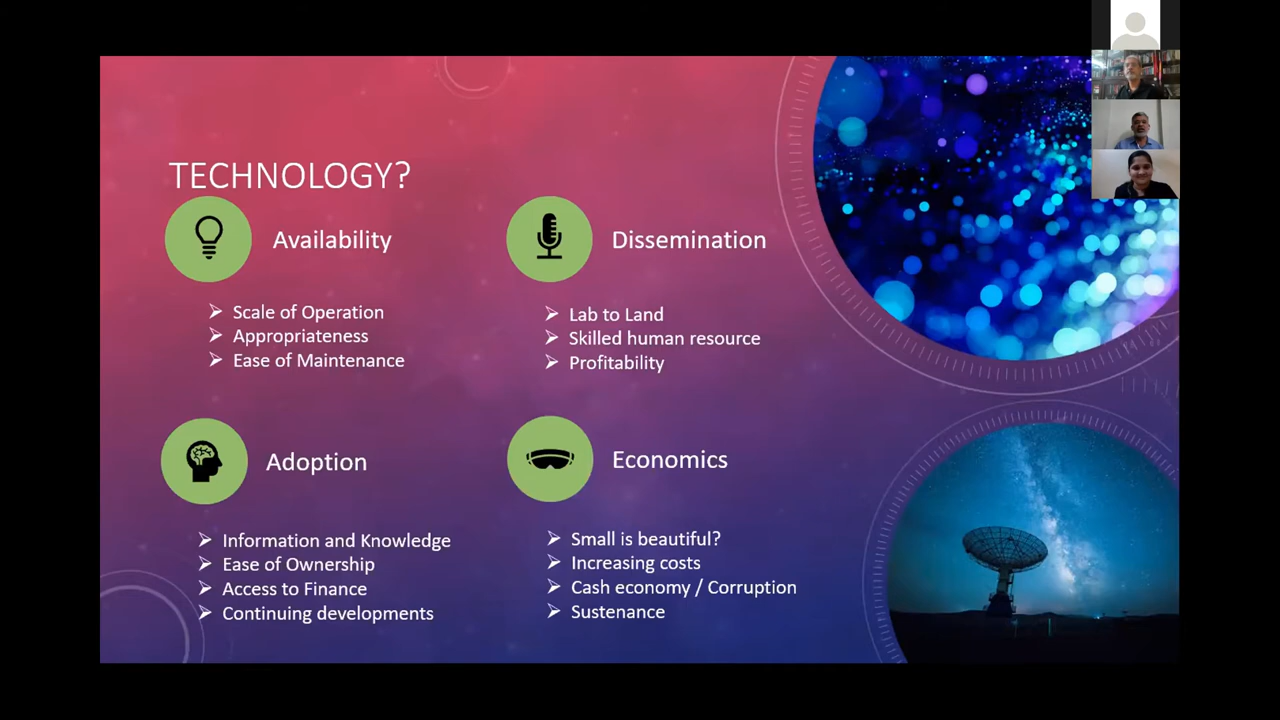 TECHNOLOGY?
Availability
Scale of Operation
Appropriateness
Ease of Maintenance
Dissemination
Lab to Land
Skilled human resource
Profitability
Adoption
Information and Knowledge
Ease of Ownership
Access to Finance
Continuing developments
Economics
Small is beautiful?
Increasing costs
Cash economy / Corruption
Sustenance